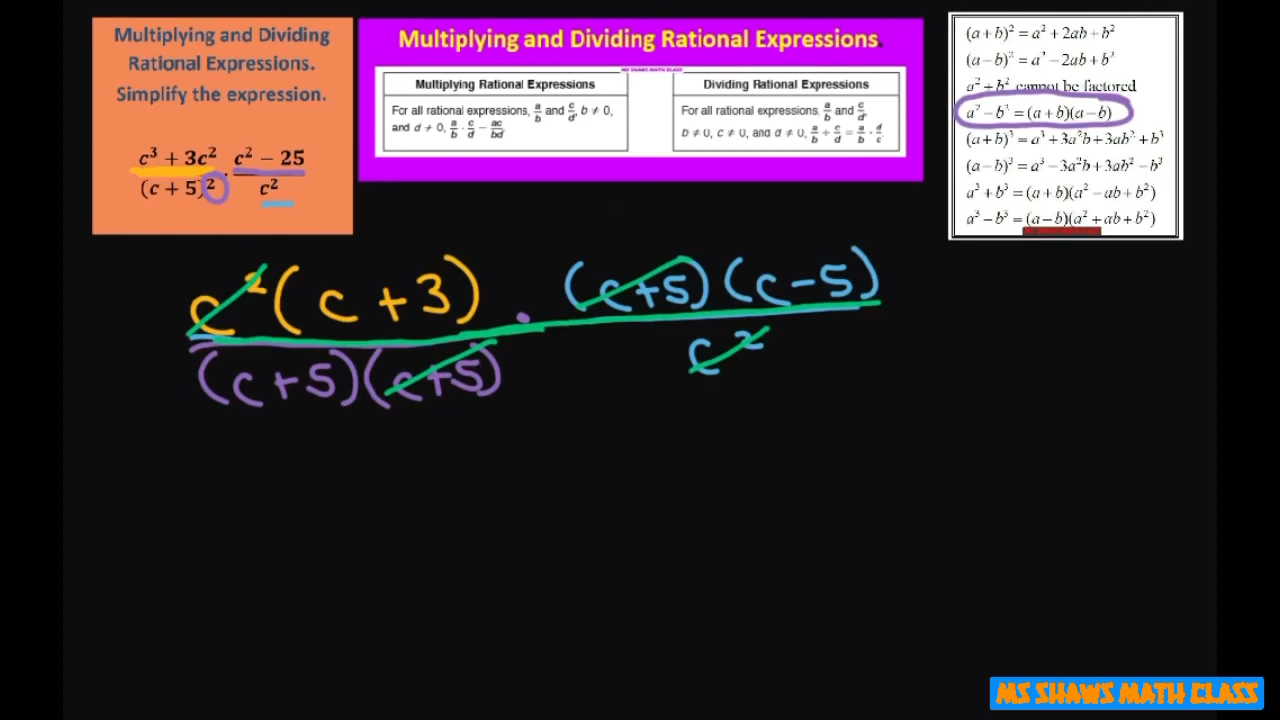 Multiplying and Dividing
Rational Expressions.
Simplify the expression.
c³ + 3c² / (c + 5)² · c² − 25 / c²
Multiplying and Dividing Rational Expressions.
MS SHAWS MATH CLASS
Multiplying Rational Expressions
For all rational expressions, a/b and c/d, b ≠ 0,
and d ≠ 0, a/b · c/d = ac/bd.
Dividing Rational Expressions
For all rational expressions, a/b and c/d,
b ≠ 0, c ≠ 0, and d ≠ 0, a/b ÷ c/d = a/b · d/c
(a + b)² = a² + 2ab + b²
(a − b)² = a² − 2ab + b²
a² + b² cannot be factored
a² − b² = (a + b)(a − b)
(a + b)³ = a³ + 3a²b + 3ab² + b³
(a − b)³ = a³ − 3a²b + 3ab² − b³
a³ + b³ = (a + b)(a² − ab + b²)
a³ − b³ = (a − b)(a² + ab + b²)
c²(c + 3) · (c+5)(c−5)
(c+5)(c+5) c²
MS SHAWS MATH CLASS